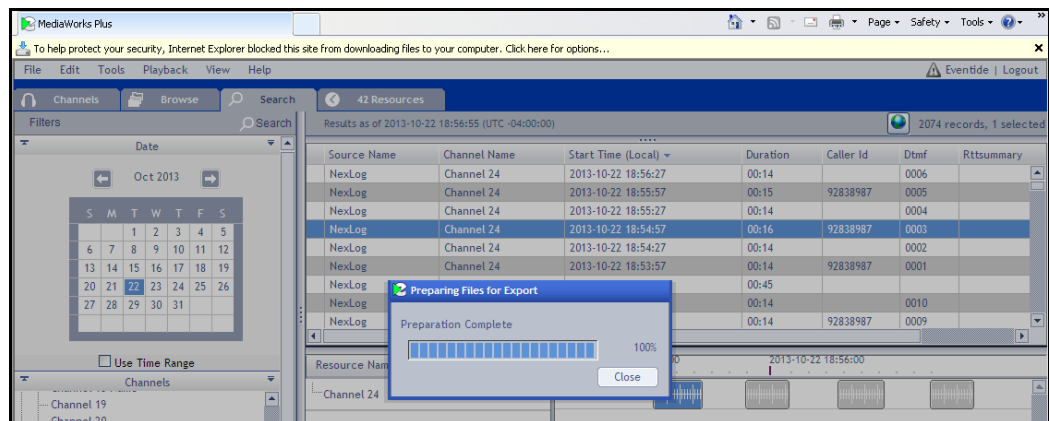 MediaWorks Plus
Page Safety Tools
To help protect your security, Internet Explorer blocked this site from downloading files to your computer. Click here for options...
File Edit Tools Playback View Help
Eventide | Logout
Channels Browse Search 42 Resources
Filters Search
Results as of 2013-10-22 18:56:55 (UTC -04:00:00)
2074 records, 1 selected
Date
Oct 2013
S M T W T F S
1 2 3 4 5
6 7 8 9 10 11 12
13 14 15 16 17 18 19
20 21 22 23 24 25 26
27 28 29 30 31
Use Time Range
Channels
Channel 19
Channel 20
Source Name Channel Name Start Time (Local) Duration Caller Id Dtmf Rttsummary
NexLog Channel 24 2013-10-22 18:56:27 00:14 0006
NexLog Channel 24 2013-10-22 18:55:57 00:15 92838987 0005
NexLog Channel 24 2013-10-22 18:55:27 00:14 0004
NexLog Channel 24 2013-10-22 18:54:57 00:16 92838987 0003
NexLog Channel 24 2013-10-22 18:54:27 00:14 0002
NexLog Channel 24 2013-10-22 18:53:57 00:14 92838987 0001
NexLog 00:45
NexLog 00:14 0010
NexLog 00:14 92838987 0009
Preparing Files for Export
Preparation Complete
100%
Close
Resource Nam
2013-10-22 18:56:00
Channel 24